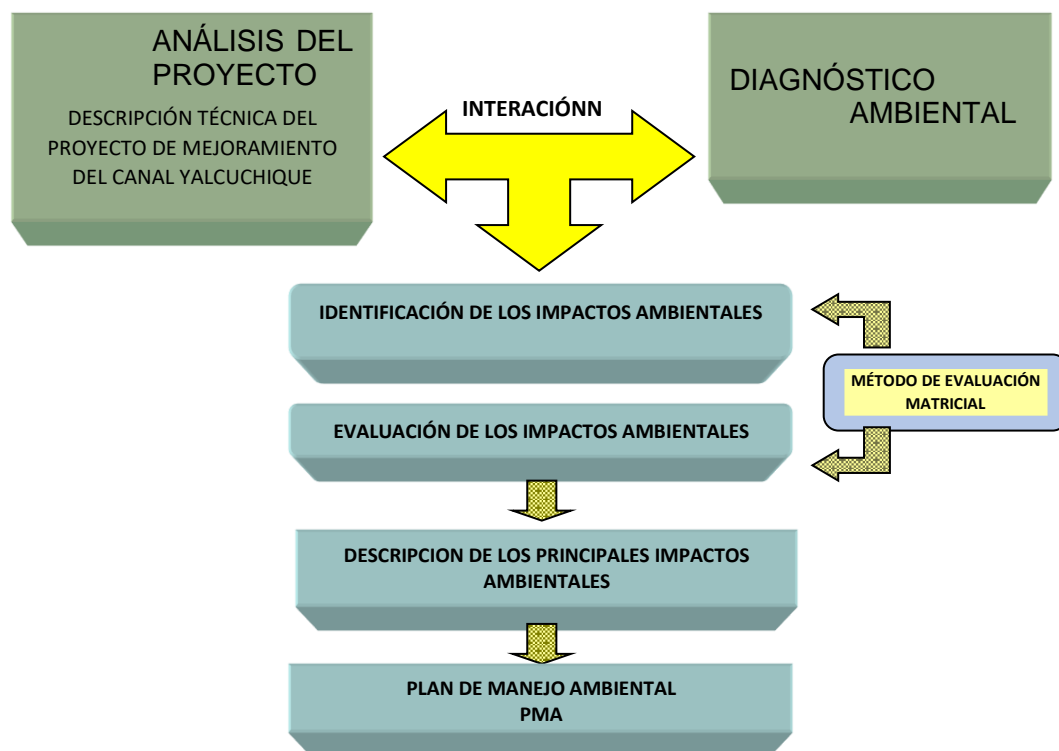 ANÁLISIS DEL
PROYECTO
DESCRIPCIÓN TÉCNICA DEL
PROYECTO DE MEJORAMIENTO
DEL CANAL YALCUCHIQUE
INTERACIÓNN
DIAGNÓSTICO
AMBIENTAL
IDENTIFICACIÓN DE LOS IMPACTOS AMBIENTALES
MÉTODO DE EVALUACIÓN
MATRICIAL
EVALUACIÓN DE LOS IMPACTOS AMBIENTALES
DESCRIPCION DE LOS PRINCIPALES IMPACTOS
AMBIENTALES
PLAN DE MANEJO AMBIENTAL
PMA